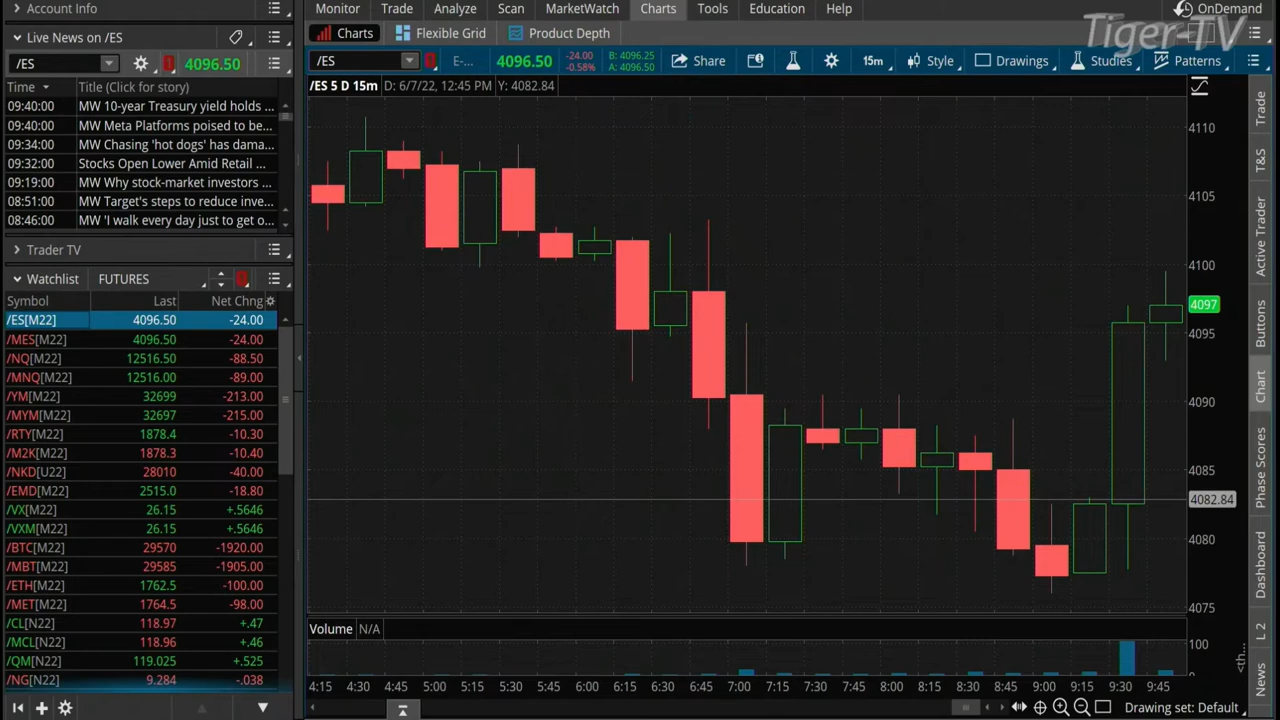 Account Info
Monitor Trade Analyze Scan MarketWatch Charts Tools Education Help OnDemand
Tiger-TV
Live News on /ES
Charts Flexible Grid Product Depth
/ES 4096.50
/ES E-... 4096.50 -24.00 -0.58% B: 4096.25 A: 4096.50 Share 15m Style Drawings Studies Patterns
Time Title (Click for story)
09:40:00 MW 10-year Treasury yield holds ...
09:40:00 MW Meta Platforms poised to be...
09:34:00 MW Chasing 'hot dogs' has dama...
09:32:00 Stocks Open Lower Amid Retail ...
09:19:00 MW Why stock-market investors ...
08:51:00 MW Target's steps to reduce inve...
08:46:00 MW 'I walk every day just to get o...
Trader TV
Watchlist FUTURES
Symbol Last Net Chng
/ES[M22] 4096.50 -24.00
/MES[M22] 4096.50 -24.00
/NQ[M22] 12516.50 -88.50
/MNQ[M22] 12516.00 -89.00
/YM[M22] 32699 -213.00
/MYM[M22] 32697 -215.00
/RTY[M22] 1878.4 -10.30
/M2K[M22] 1878.3 -10.40
/NKD[U22] 28010 -40.00
/EMD[M22] 2515.0 -18.80
/VX[M22] 26.15 +.5646
/VXM[M22] 26.15 +.5646
/BTC[M22] 29570 -1920.00
/MBT[M22] 29585 -1905.00
/ETH[M22] 1762.5 -100.00
/MET[M22] 1764.5 -98.00
/CL[N22] 118.97 +.47
/MCL[N22] 118.96 +.46
/QM[N22] 119.025 +.525
/NG[N22] 9.284 -.038
/ES 5 D 15m D: 6/7/22, 12:45 PM Y: 4082.84
4110
4105
4100
4097
4095
4090
4085
4082.84
4080
4075
Volume N/A
100
0
<th...
4:15 4:30 4:45 5:00 5:15 5:30 5:45 6:00 6:15 6:30 6:45 7:00 7:15 7:30 7:45 8:00 8:15 8:30 8:45 9:00 9:15 9:30 9:45
Drawing set: Default
Trade
T&S
Active Trader
Buttons
Chart
Phase Scores
Dashboard
L 2
News